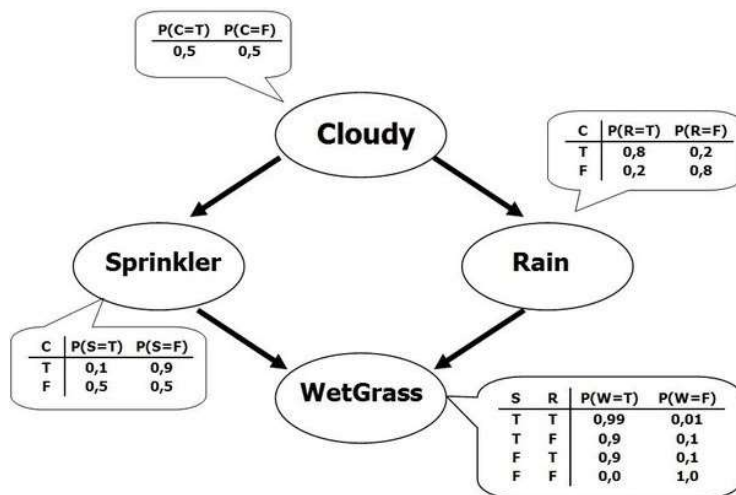 P(C=T) P(C=F)
0,5 0,5
Cloudy
C P(R=T) P(R=F)
T 0,8 0,2
F 0,2 0,8
Sprinkler
Rain
C P(S=T) P(S=F)
T 0,1 0,9
F 0,5 0,5
WetGrass
S R P(W=T) P(W=F)
T T 0,99 0,01
T F 0,9 0,1
F T 0,9 0,1
F F 0,0 1,0